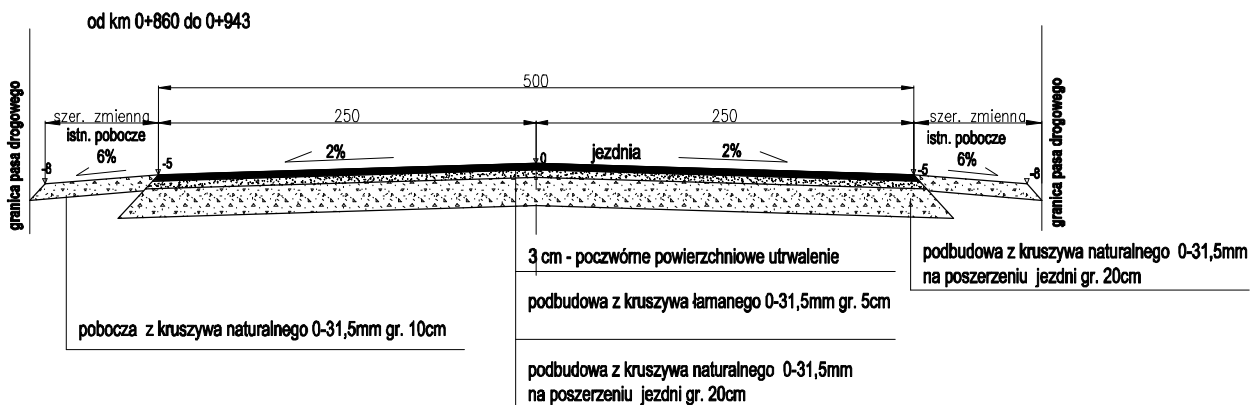 od km 0+860 do 0+943
500
szer. zmienna
250
250
szer. zmienna
istn. pobocze
istn. pobocze
6%
2%
jezdnia
2%
6%
-8
-5
0
-5
-8
granica pasa drogowego
granica pasa drogowego
3 cm - poczwórne powierzchniowe utrwalenie
podbudowa z kruszywa naturalnego 0-31,5mm
na poszerzeniu jezdni gr. 20cm
podbudowa z kruszywa łamanego 0-31,5mm gr. 5cm
pobocza z kruszywa naturalnego 0-31,5mm gr. 10cm
podbudowa z kruszywa naturalnego 0-31,5mm
na poszerzeniu jezdni gr. 20cm